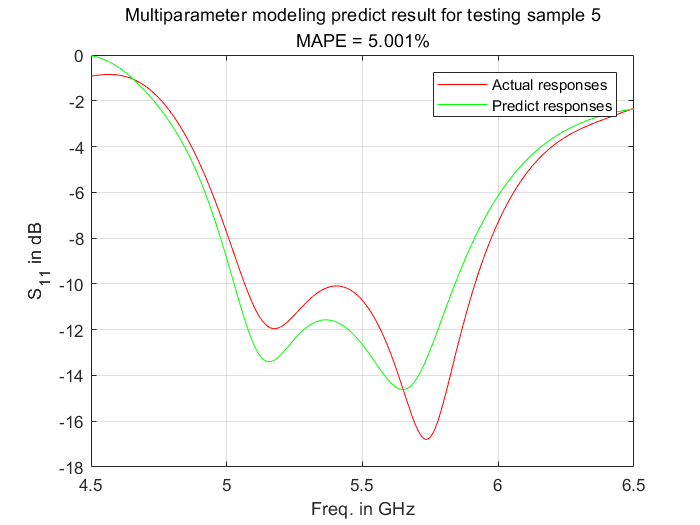 Multiparameter modeling predict result for testing sample 5
MAPE = 5.001%
Actual responses
Predict responses
0
-2
-4
-6
-8
-10
-12
-14
-16
-18
S11 in dB
4.5 5 5.5 6 6.5
Freq. in GHz